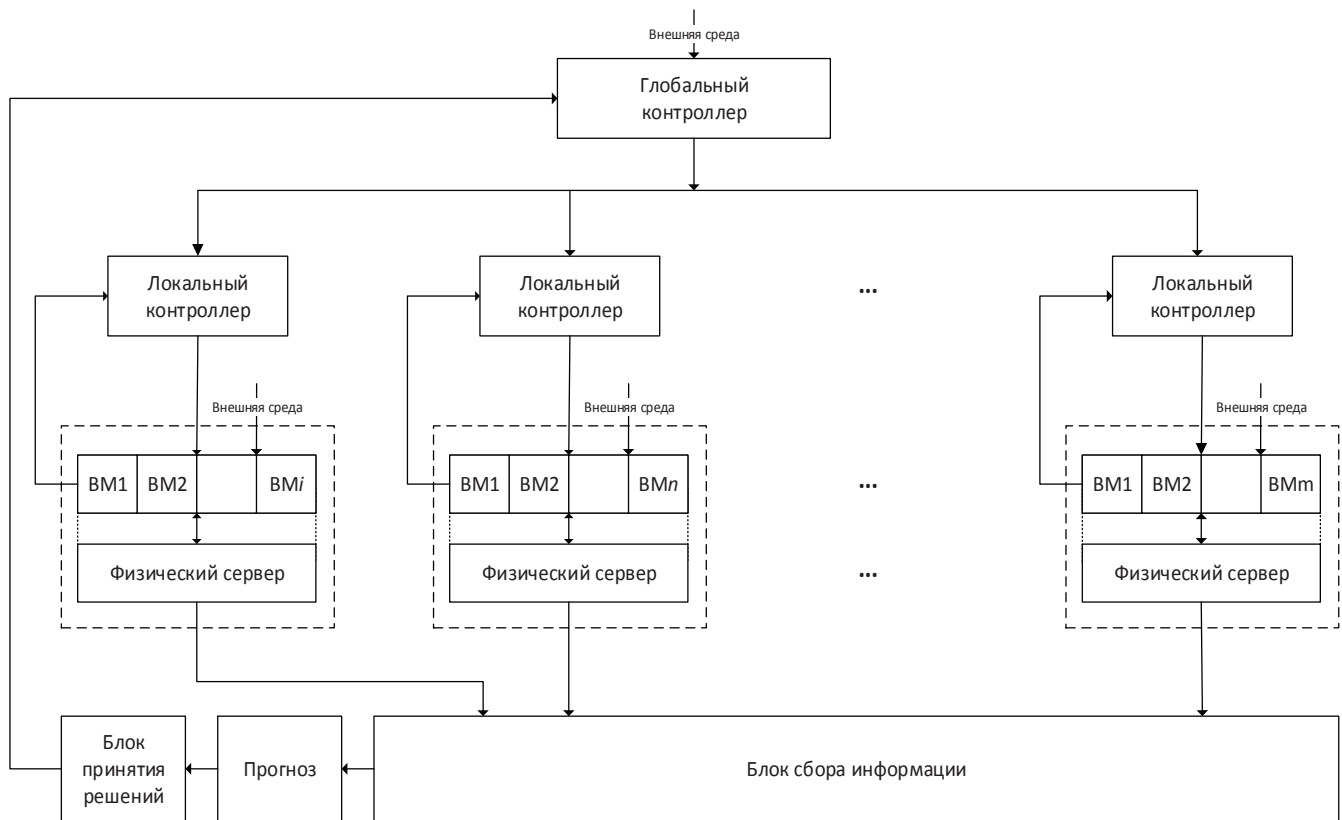 Внешняя среда
Глобальный
контроллер
Локальный
контроллер
Локальный
контроллер
...
Локальный
контроллер
Внешняя среда
Внешняя среда
Внешняя среда
ВМ1 ВМ2 ВМi
ВМ1 ВМ2 ВМn
...
ВМ1 ВМ2 ВМm
Физический сервер
Физический сервер
...
Физический сервер
Блок
принятия
решений
Прогноз
Блок сбора информации